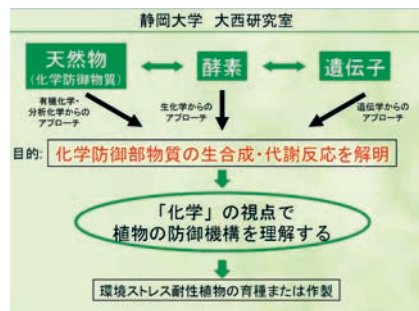 静岡大学 大西研究室
天然物
(化学防御物質)
酵素
遺伝子
有機化学・
分析化学からの
アプローチ
生化学からの
アプローチ
遺伝学からの
アプローチ
目的:
化学防御部物質の生合成・代謝反応を解明
「化学」の視点で
植物の防御機構を理解する
環境ストレス耐性植物の育種または作製